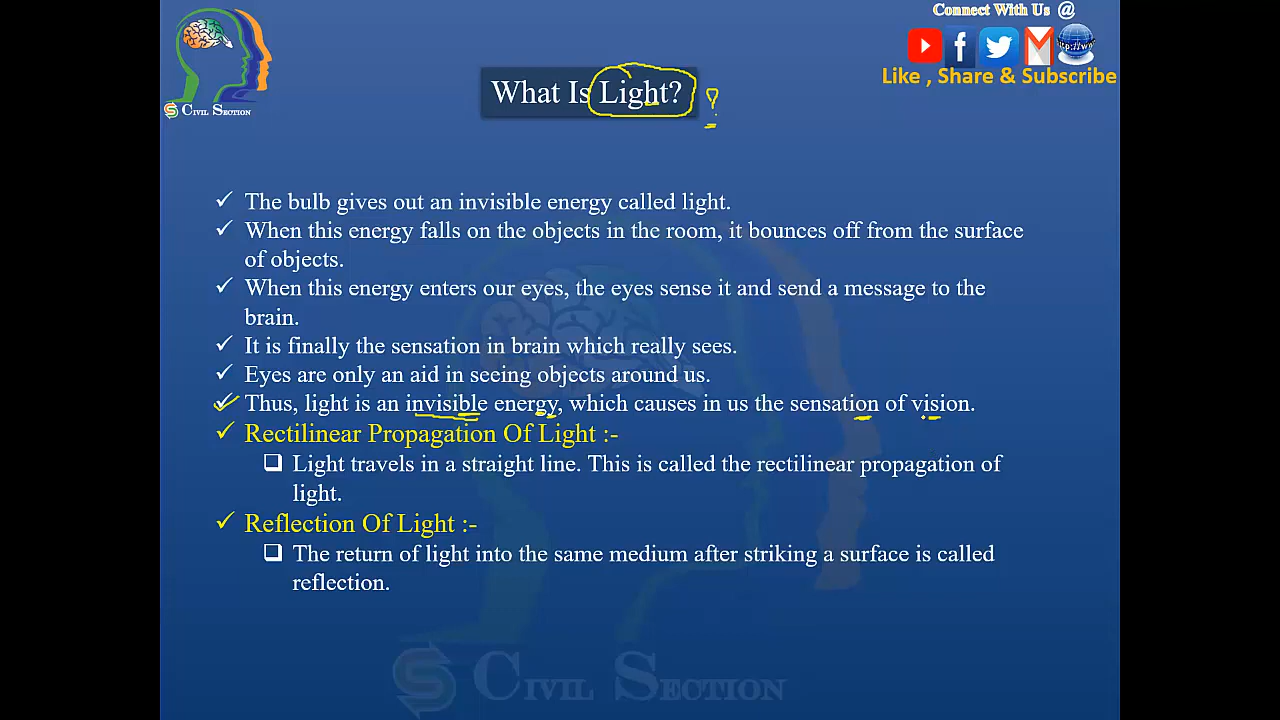 Connect With Us @
http://ww
Like , Share & Subscribe
CIVIL SECTION
What Is Light?
?
The bulb gives out an invisible energy called light.
When this energy falls on the objects in the room, it bounces off from the surface
of objects.
When this energy enters our eyes, the eyes sense it and send a message to the
brain.
It is finally the sensation in brain which really sees.
Eyes are only an aid in seeing objects around us.
Thus, light is an invisible energy, which causes in us the sensation of vision.
Rectilinear Propagation Of Light :-
Light travels in a straight line. This is called the rectilinear propagation of
light.
Reflection Of Light :-
The return of light into the same medium after striking a surface is called
reflection.
CIVIL SECTION